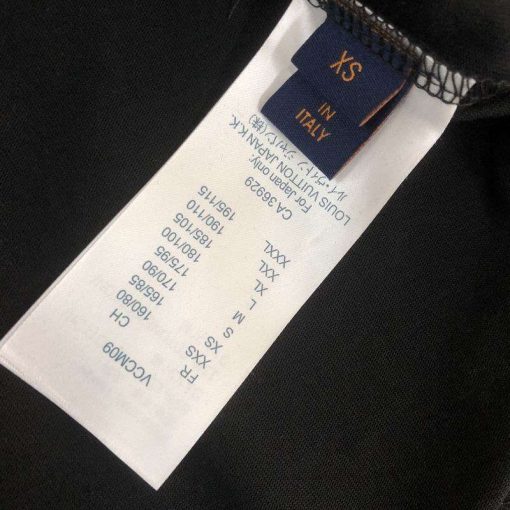 XS
IN
ITALY
VCCM09
FR CH
XXS 160/80
XS 165/85
S 170/90
M 175/95
L 180/100
XL 185/105
XXL 190/110
XXXL 195/115
CA 36929
For Japan only:
LOUIS VUITTON JAPAN K.K.
ルイ・ヴィトン ジャパン(株)